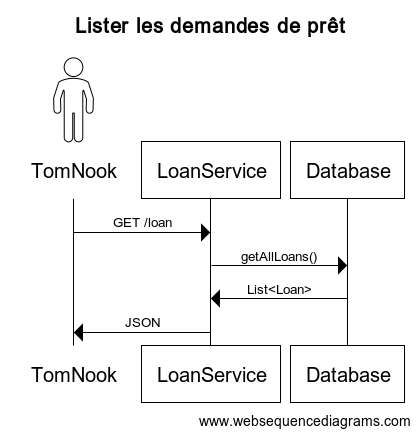 Lister les demandes de prêt
TomNook
LoanService
Database
GET /loan
getAllLoans()
List<Loan>
JSON
TomNook
LoanService
Database
www.websequencediagrams.com